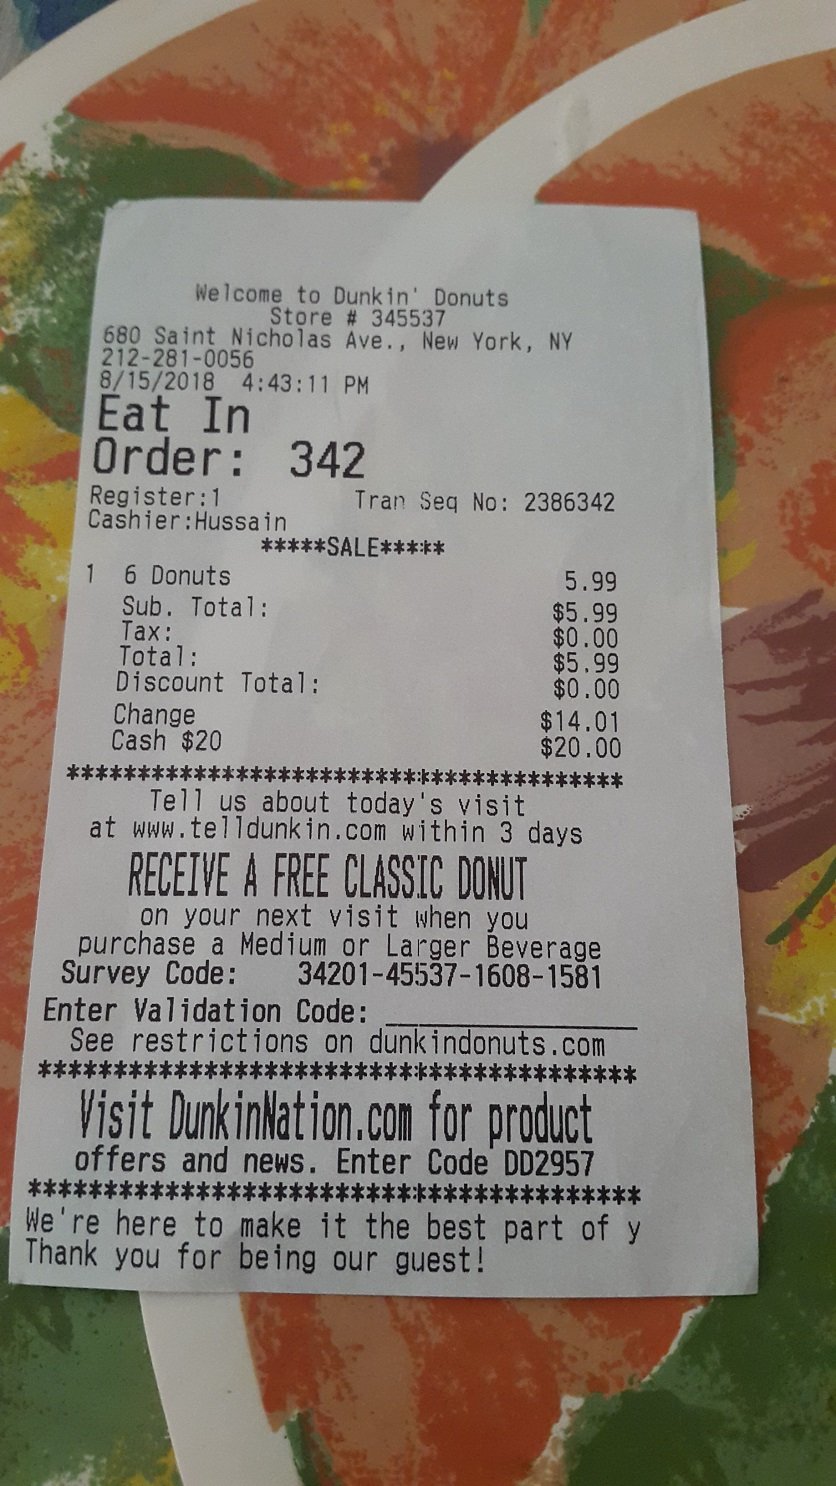 Welcome to Dunkin' Donuts
Store # 345537
680 Saint Nicholas Ave., New York, NY
212-281-0056
8/15/2018 4:43:11 PM
Eat In
Order: 342
Register:1 Tran Seq No: 2386342
Cashier:Hussain
*****SALE*****
1 6 Donuts 5.99
Sub. Total: $5.99
Tax: $0.00
Total: $5.99
Discount Total: $0.00
Change $14.01
Cash $20 $20.00
****************************************
Tell us about today's visit
at www.telldunkin.com within 3 days
RECEIVE A FREE CLASSIC DONUT
on your next visit when you
purchase a Medium or Larger Beverage
Survey Code: 34201-45537-1608-1581
Enter Validation Code: ________________
See restrictions on dunkindonuts.com
****************************************
Visit DunkinNation.com for product
offers and news. Enter Code DD2957
****************************************
We're here to make it the best part of y
Thank you for being our guest!